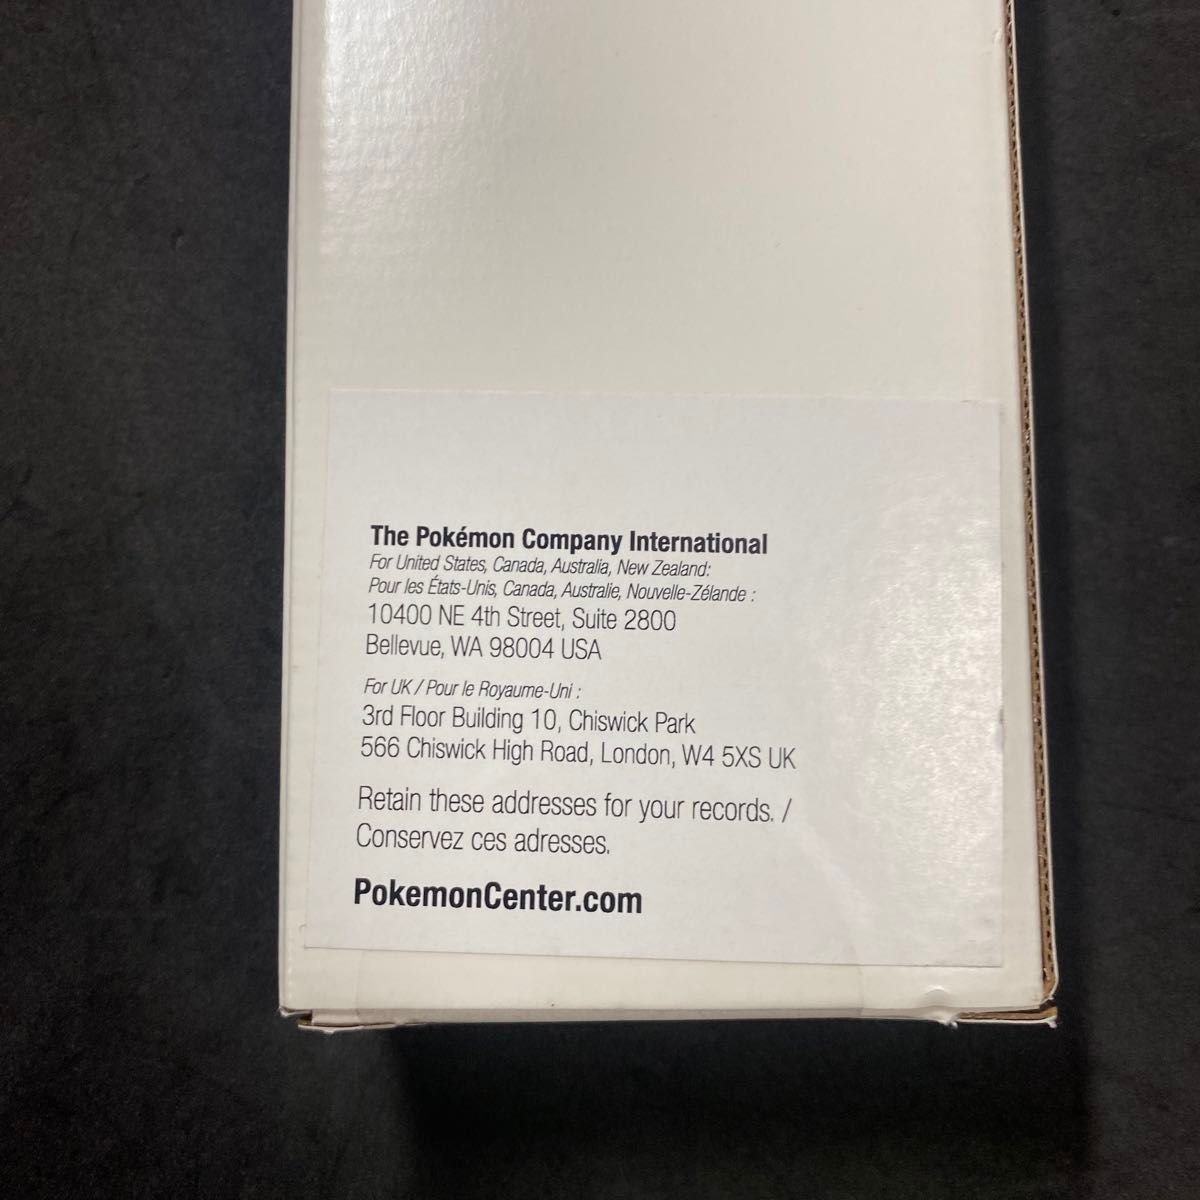 The Pokémon Company International
For United States, Canada, Australia, New Zealand:
Pour les États-Unis, Canada, Australie, Nouvelle-Zélande :
10400 NE 4th Street, Suite 2800
Bellevue, WA 98004 USA
For UK / Pour le Royaume-Uni :
3rd Floor Building 10, Chiswick Park
566 Chiswick High Road, London, W4 5XS UK
Retain these addresses for your records. /
Conservez ces adresses.
PokemonCenter.com